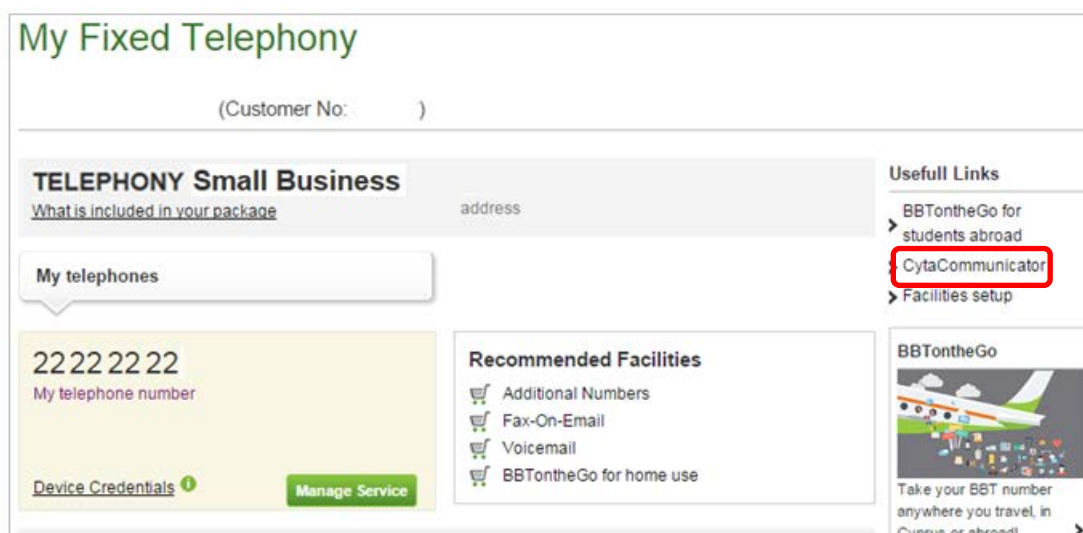 My Fixed Telephony
(Customer No: )
TELEPHONY Small Business
What is included in your package
address
My telephones
22 22 22 22
My telephone number
Device Credentials
Manage Service
Recommended Facilities
Additional Numbers
Fax-On-Email
Voicemail
BBTontheGo for home use
Usefull Links
BBTontheGo for
students abroad
CytaCommunicator
Facilities setup
BBTontheGo
Take your BBT number
anywhere you travel, in
Cyprus or abroad!